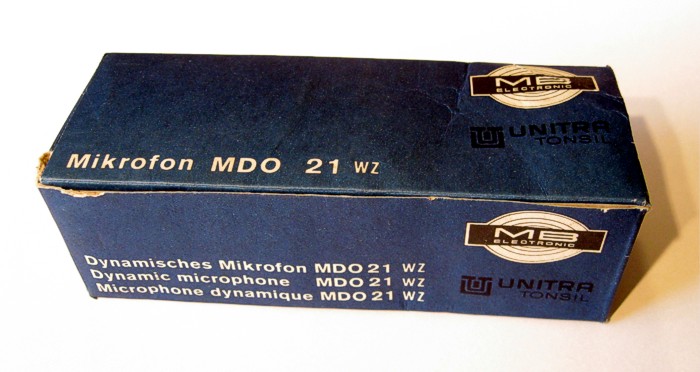 MB
ELECTRONIC
UNITRA
TONSIL
Mikrofon MDO 21 WZ
MB
ELECTRONIC
Dynamisches Mikrofon MDO 21 WZ
Dynamic microphone MDO 21 WZ
Microphone dynamique MDO 21 WZ
UNITRA
TONSIL